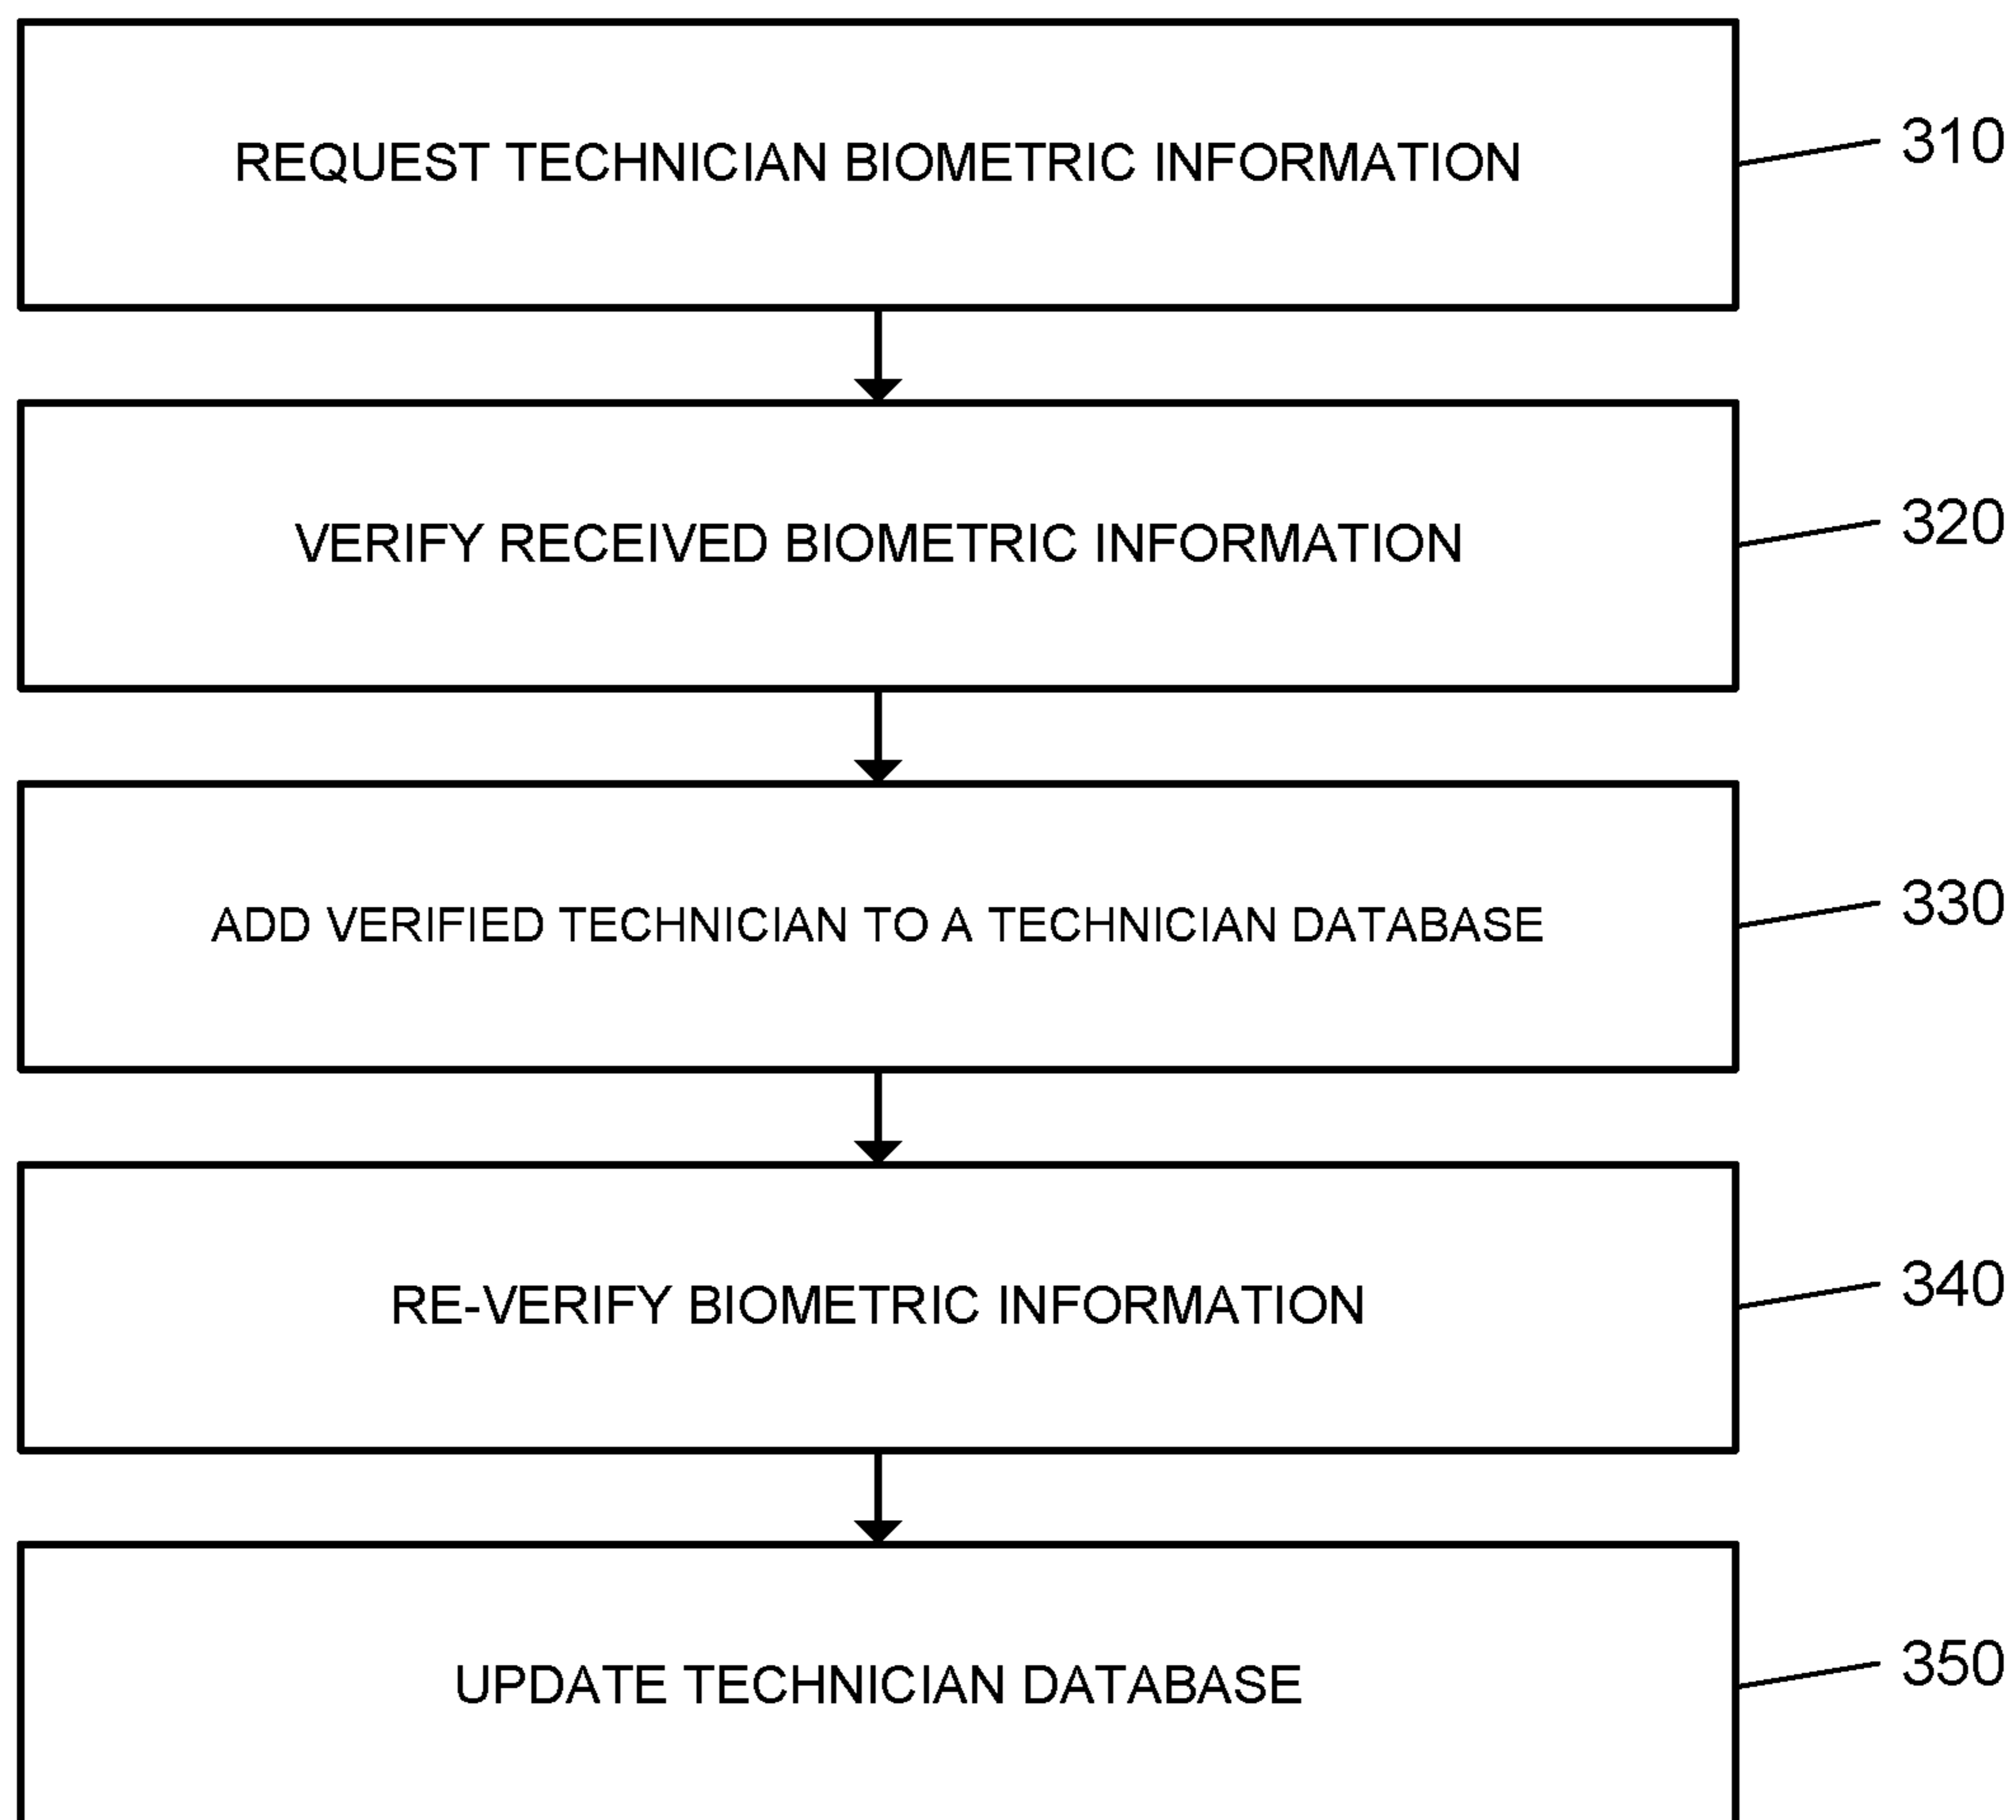 REQUEST TECHNICIAN BIOMETRIC INFORMATION
310
VERIFY RECEIVED BIOMETRIC INFORMATION
320
ADD VERIFIED TECHNICIAN TO A TECHNICIAN DATABASE
330
RE-VERIFY BIOMETRIC INFORMATION
340
UPDATE TECHNICIAN DATABASE
350